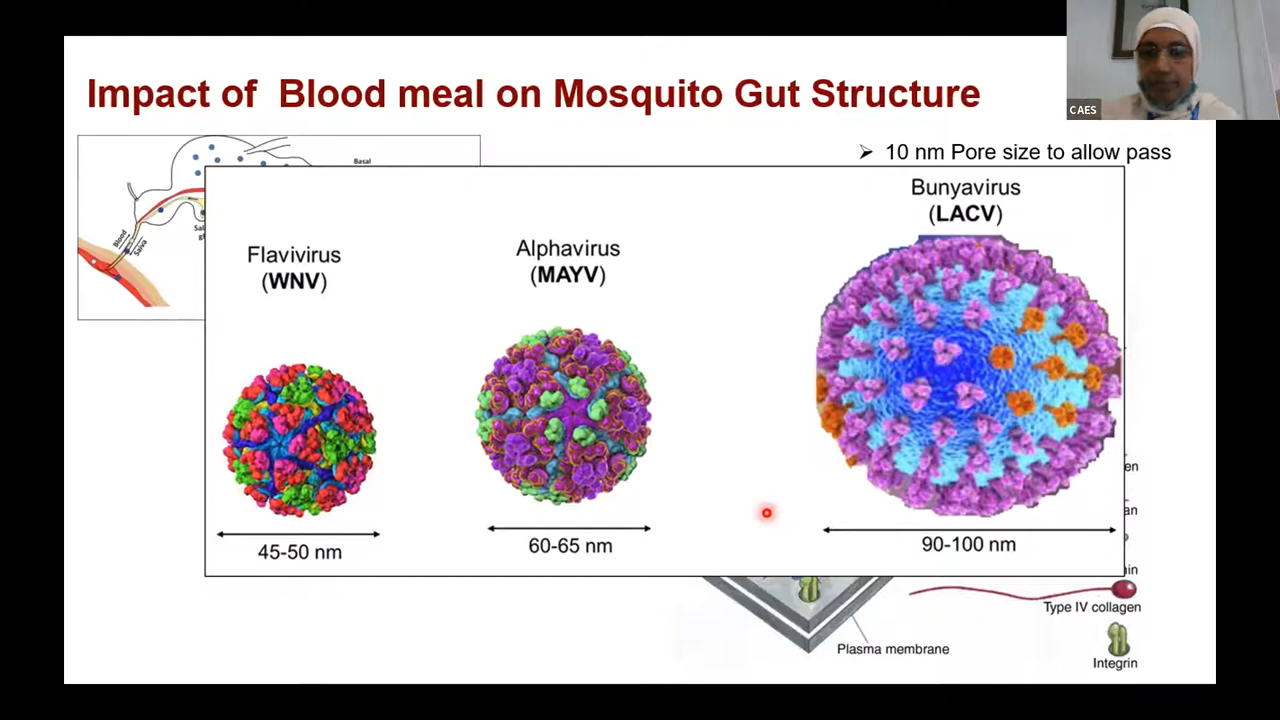 Impact of Blood meal on Mosquito Gut Structure
CAES
10 nm Pore size to allow pass
Basal
Blood
Saliva
Flavivirus
(WNV)
Alphavirus
(MAYV)
Bunyavirus
(LACV)
45-50 nm
60-65 nm
90-100 nm
Type IV collagen
Plasma membrane
Integrin